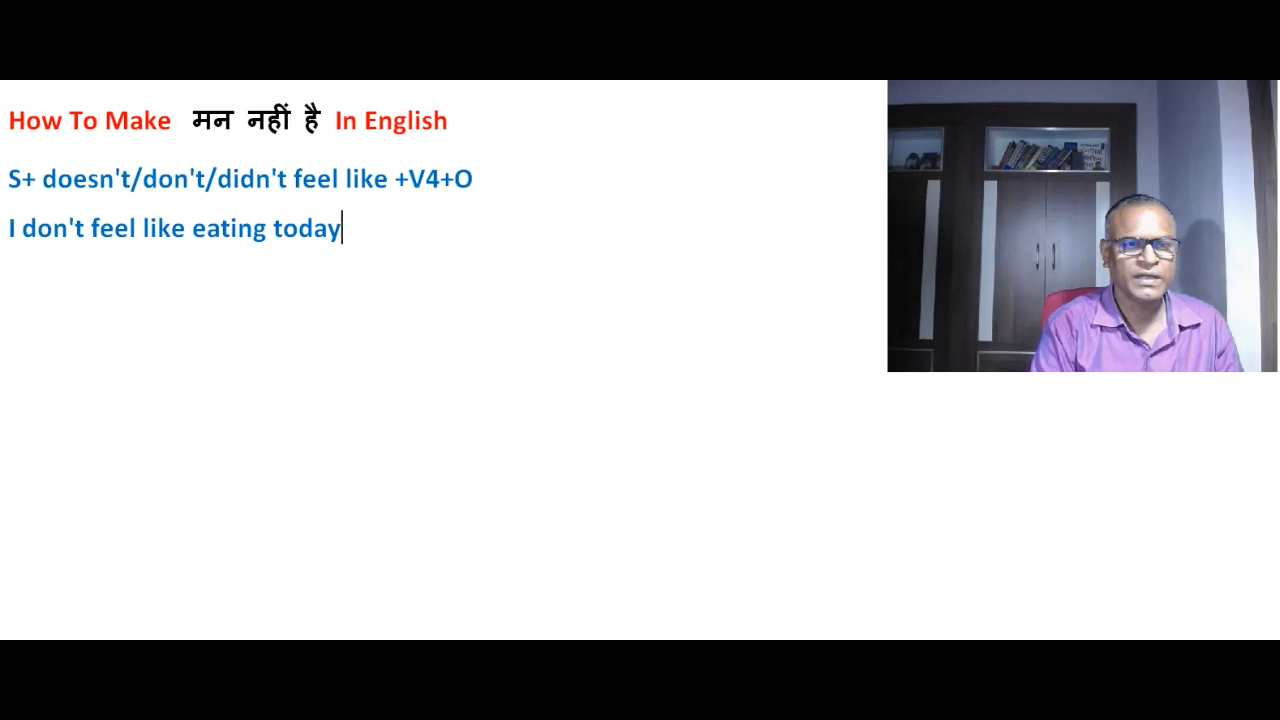 How To Make मन नहीं है In English
S+ doesn't/don't/didn't feel like +V4+O
I don't feel like eating today